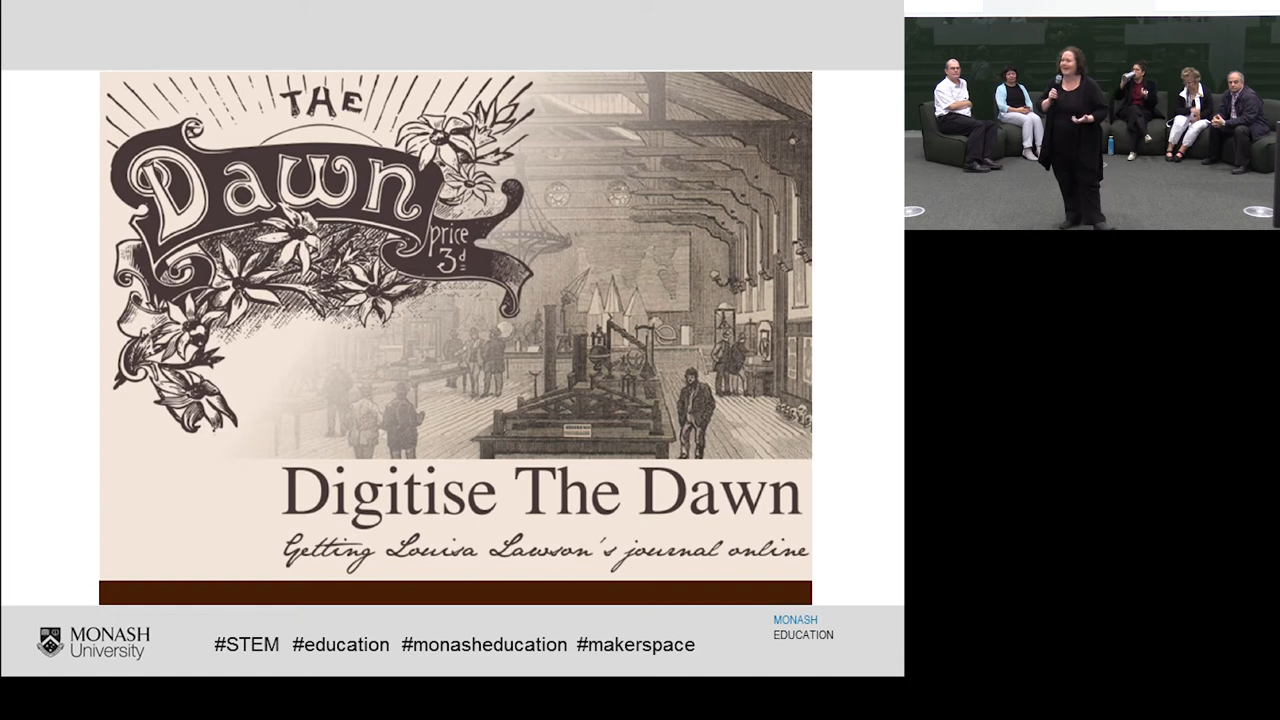 THE
Dawn
price
3d
Digitise The Dawn
Getting Louisa Lawson's journal online
MONASH
University
#STEM #education #monasheducation #makerspace
MONASH
EDUCATION